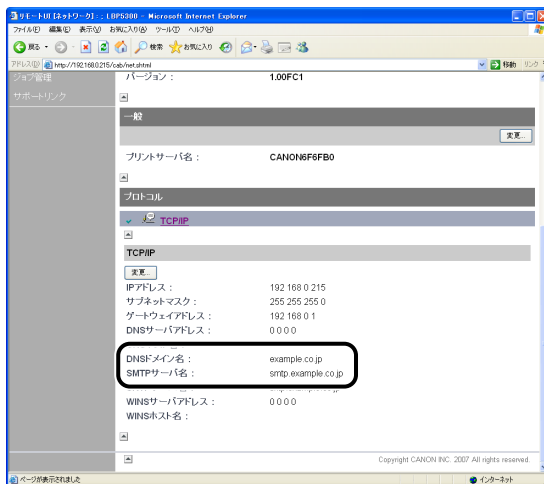 リモートUI [ネットワーク] : ; LBP5300 - Microsoft Internet Explorer
ファイル(F) 編集(E) 表示(V) お気に入り(A) ツール(T) ヘルプ(H)
戻る 検索 お気に入り
アドレス(D) http://192.168.0.215/cab/net.shtml 移動 リンク
ジョブ管理
サポートリンク
バージョン : 1.00FC1
一般
変更...
プリントサーバ名 : CANON6F6FB0
プロトコル
TCP/IP
TCP/IP
変更...
IPアドレス : 192 168 0 215
サブネットマスク : 255 255 255 0
ゲートウェイアドレス : 192 168 0 1
DNSサーバアドレス : 0 0 0 0
DNSドメイン名 : example.co.jp
SMTPサーバ名 : smtp.example.co.jp
WINSサーバアドレス : 0 0 0 0
WINSホスト名 :
Copyright CANON INC. 2007 All rights reserved.
ページが表示されました インターネット